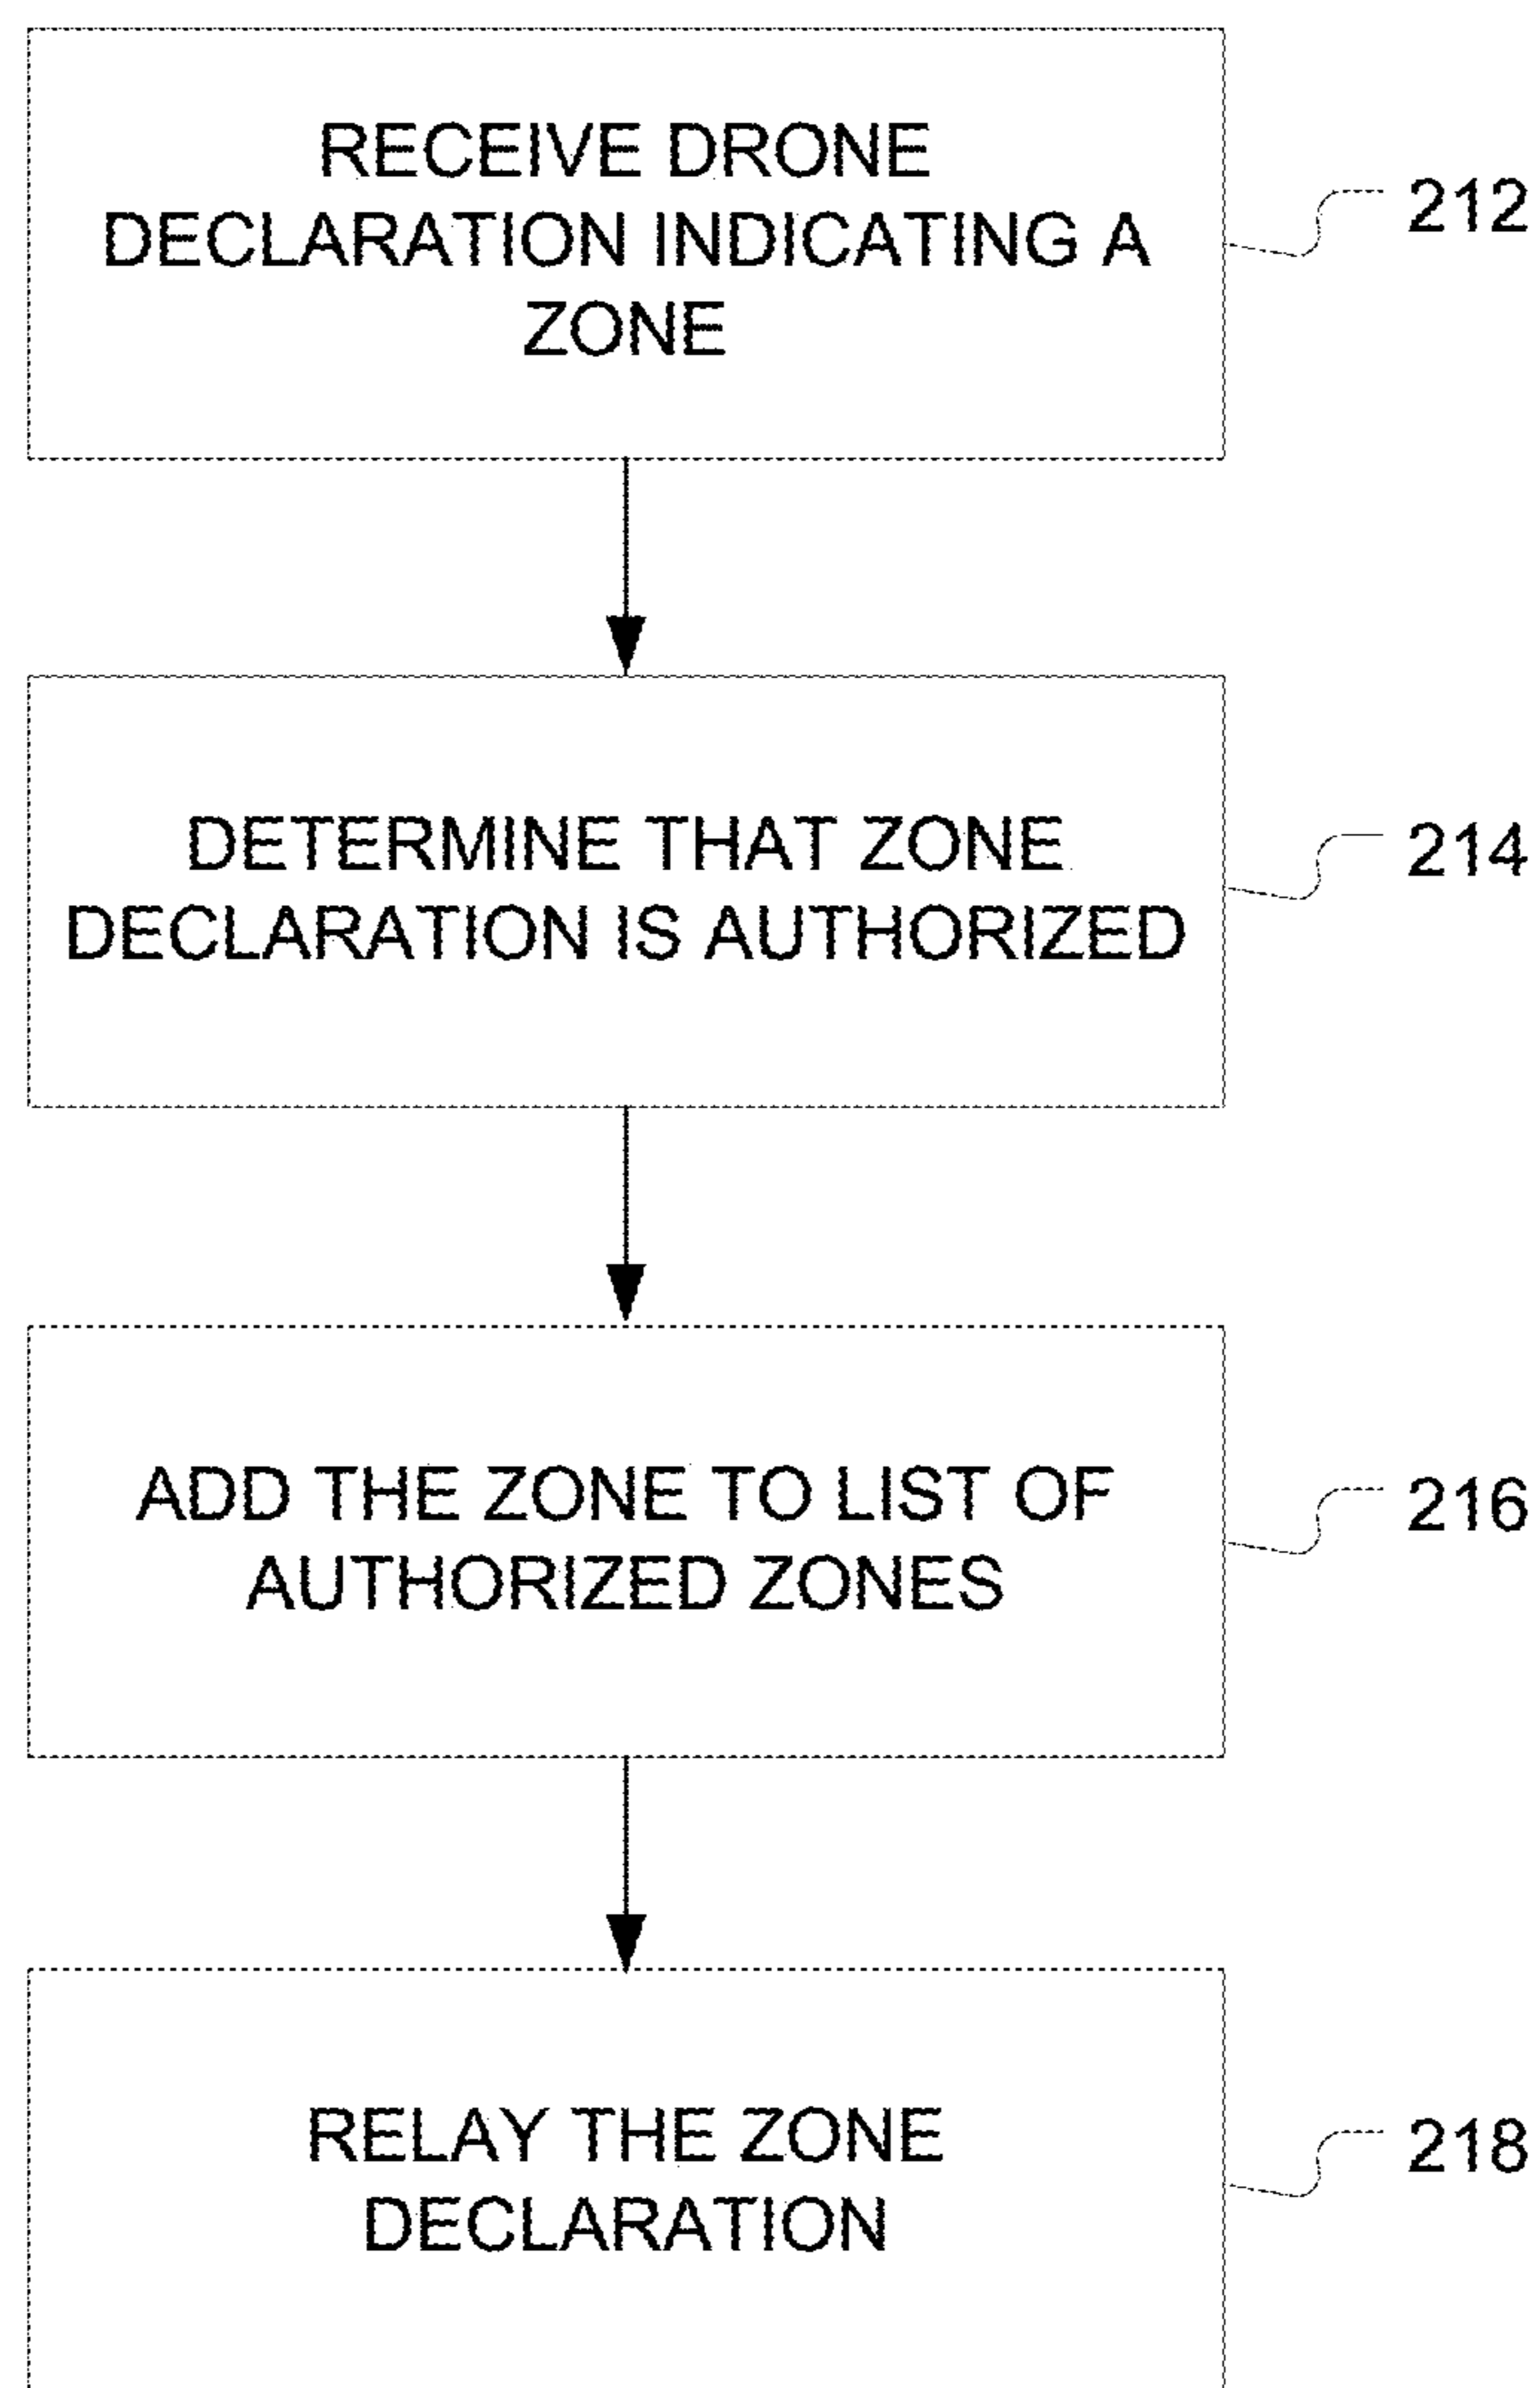 RECEIVE DRONE
DECLARATION INDICATING A
ZONE
212
DETERMINE THAT ZONE
DECLARATION IS AUTHORIZED
214
ADD THE ZONE TO LIST OF
AUTHORIZED ZONES
216
RELAY THE ZONE
DECLARATION
218